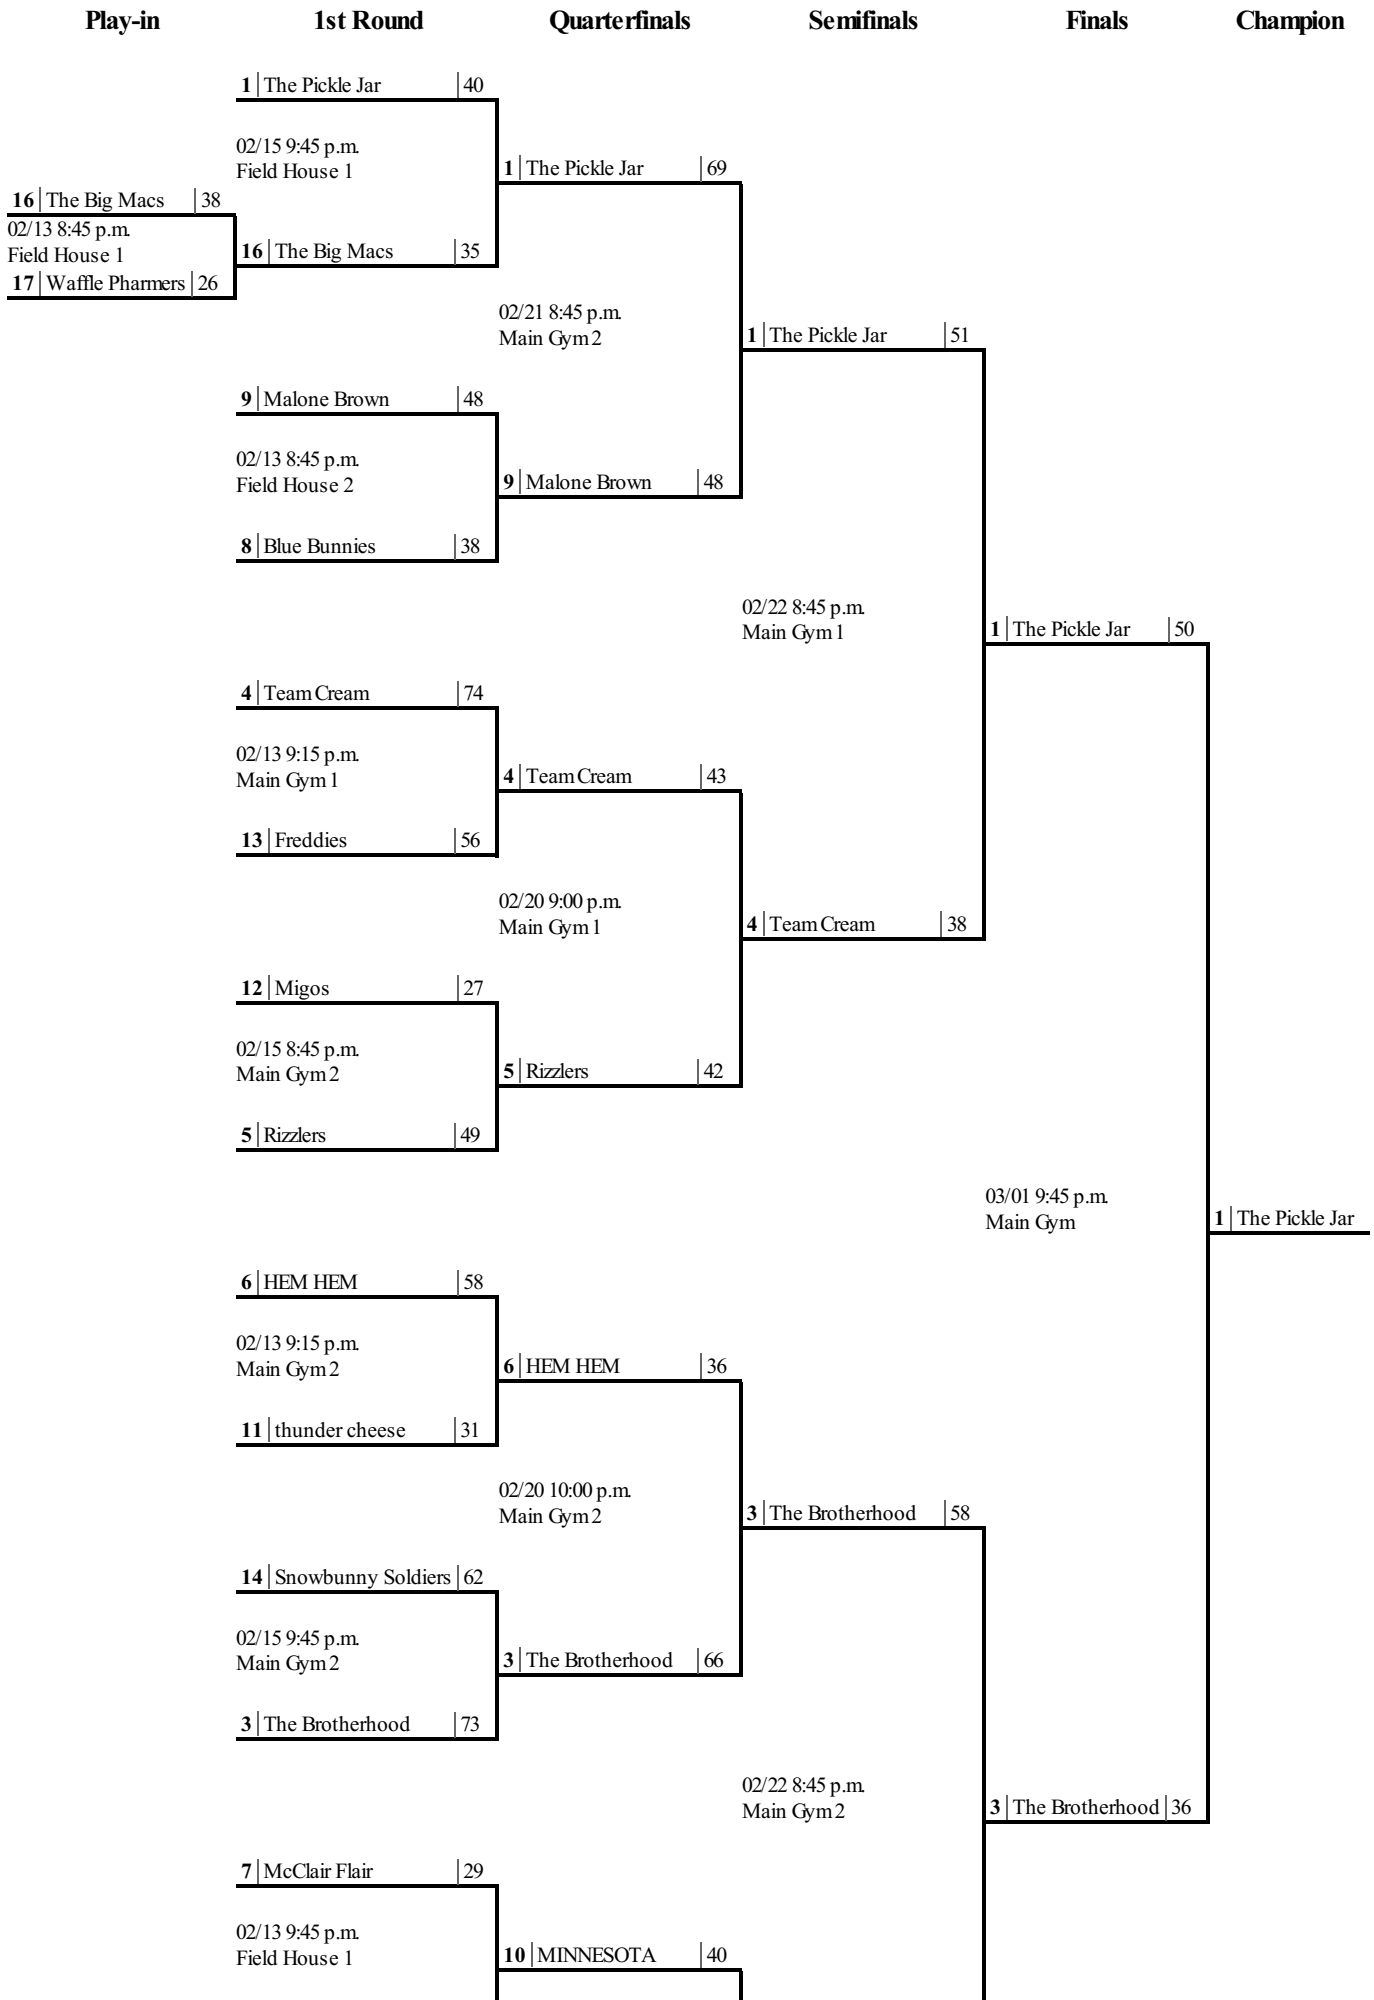 Play-in 1st Round Quarterfinals Semifinals Finals Champion
1 The Pickle Jar 40
02/15 9:45 p.m.
Field House 1
1 The Pickle Jar 69
16 The Big Macs 38
02/13 8:45 p.m.
Field House 1
16 The Big Macs 35
17 Waffle Pharmers 26
02/21 8:45 p.m.
Main Gym 2
1 The Pickle Jar 51
9 Malone Brown 48
02/13 8:45 p.m.
Field House 2
9 Malone Brown 48
8 Blue Bunnies 38
02/22 8:45 p.m.
Main Gym 1
1 The Pickle Jar 50
4 Team Cream 74
02/13 9:15 p.m.
Main Gym 1
4 Team Cream 43
13 Freddies 56
02/20 9:00 p.m.
Main Gym 1
4 Team Cream 38
12 Migos 27
02/15 8:45 p.m.
Main Gym 2
5 Rizzlers 42
5 Rizzlers 49
03/01 9:45 p.m.
Main Gym
1 The Pickle Jar
6 HEM HEM 58
02/13 9:15 p.m.
Main Gym 2
6 HEM HEM 36
11 thunder cheese 31
02/20 10:00 p.m.
Main Gym 2
3 The Brotherhood 58
14 Snowbunny Soldiers 62
02/15 9:45 p.m.
Main Gym 2
3 The Brotherhood 66
3 The Brotherhood 73
02/22 8:45 p.m.
Main Gym 2
3 The Brotherhood 36
7 McClair Flair 29
02/13 9:45 p.m.
Field House 1
10 MINNESOTA 40